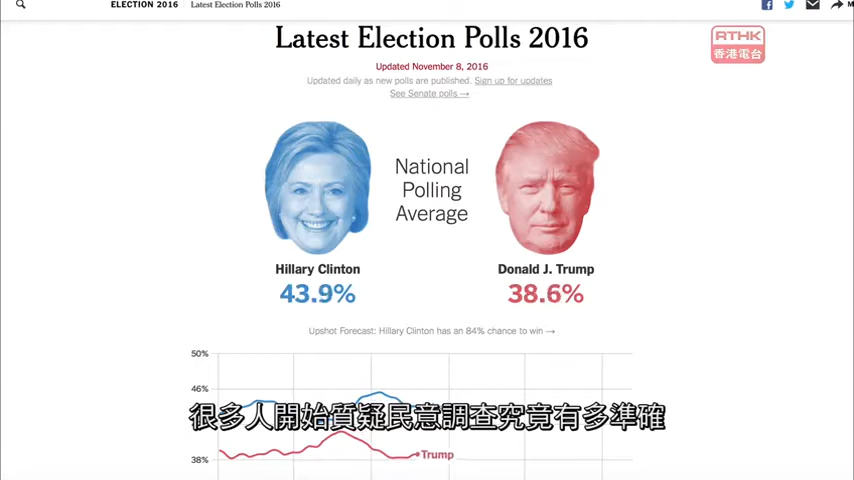 ELECTION 2016 Latest Election Polls 2016
Latest Election Polls 2016
RTHK
香港電台
Updated November 8, 2016
Updated daily as new polls are published. Sign up for updates
See Senate polls →
National
Polling
Average
Hillary Clinton
43.9%
Donald J. Trump
38.6%
Upshot Forecast: Hillary Clinton has an 84% chance to win →
50%
46%
很多人開始質疑民意調查究竟有多準確
38%
Trump